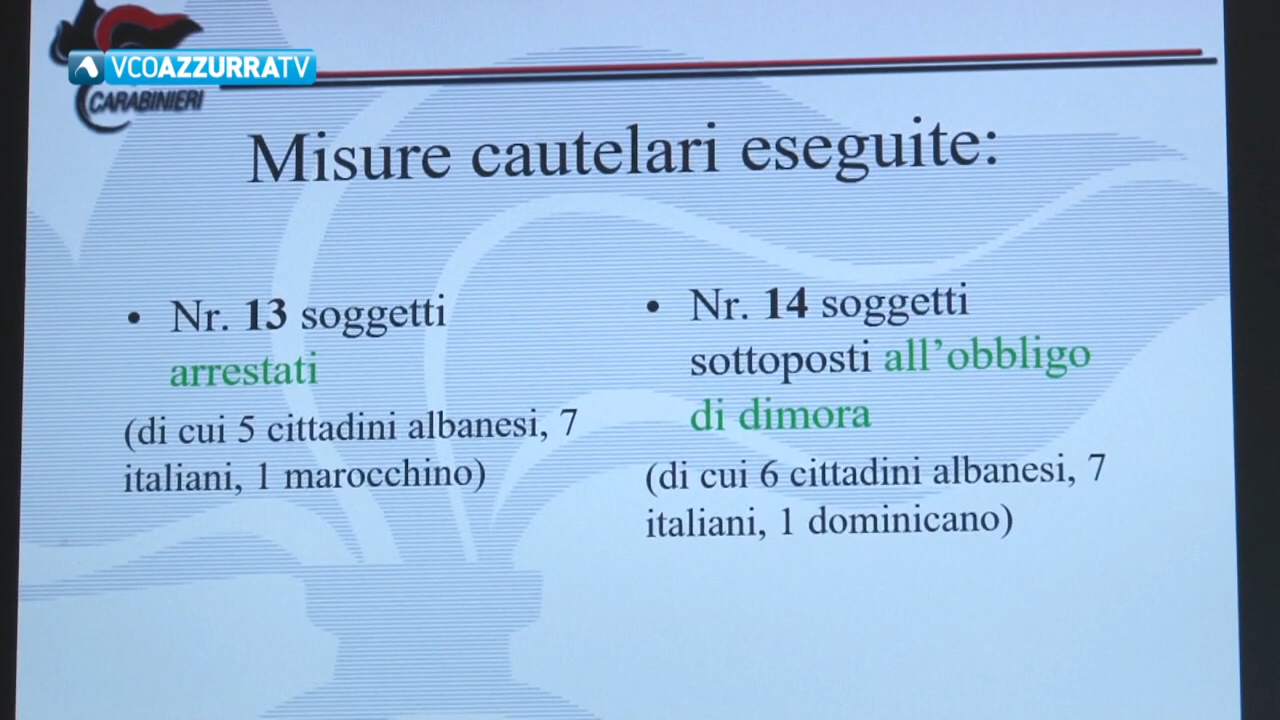 VCOAZZURRATV
CARABINIERI
Misure cautelari eseguite:
• Nr. 13 soggetti
arrestati
(di cui 5 cittadini albanesi, 7
italiani, 1 marocchino)
• Nr. 14 soggetti
sottoposti all’obbligo
di dimora
(di cui 6 cittadini albanesi, 7
italiani, 1 dominicano)